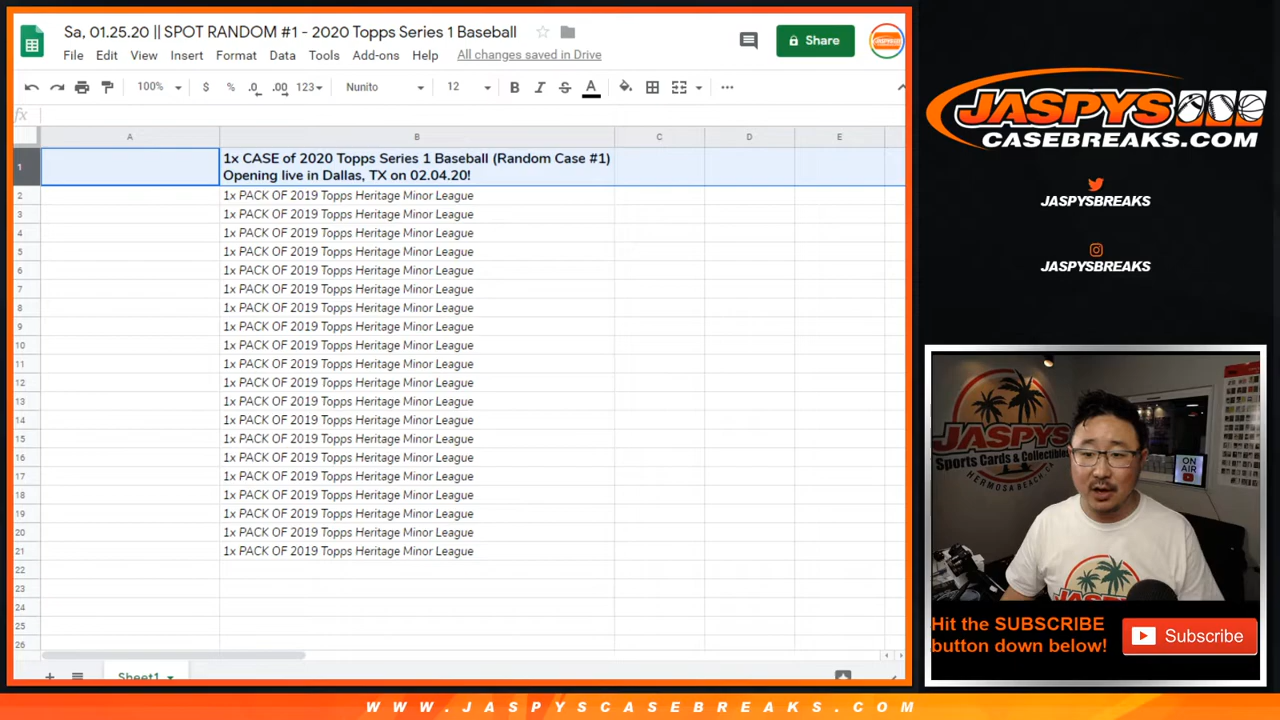 Sa, 01.25.20 || SPOT RANDOM #1 - 2020 Topps Series 1 Baseball
File Edit View Insert Format Data Tools Add-ons Help All changes saved in Drive
Share
100% $ % .0 .00 123 Nunito 12 B I S A
fx
A B C D E
1 1x CASE of 2020 Topps Series 1 Baseball (Random Case #1)
Opening live in Dallas, TX on 02.04.20!
2 1x PACK OF 2019 Topps Heritage Minor League
3 1x PACK OF 2019 Topps Heritage Minor League
4 1x PACK OF 2019 Topps Heritage Minor League
5 1x PACK OF 2019 Topps Heritage Minor League
6 1x PACK OF 2019 Topps Heritage Minor League
7 1x PACK OF 2019 Topps Heritage Minor League
8 1x PACK OF 2019 Topps Heritage Minor League
9 1x PACK OF 2019 Topps Heritage Minor League
10 1x PACK OF 2019 Topps Heritage Minor League
11 1x PACK OF 2019 Topps Heritage Minor League
12 1x PACK OF 2019 Topps Heritage Minor League
13 1x PACK OF 2019 Topps Heritage Minor League
14 1x PACK OF 2019 Topps Heritage Minor League
15 1x PACK OF 2019 Topps Heritage Minor League
16 1x PACK OF 2019 Topps Heritage Minor League
17 1x PACK OF 2019 Topps Heritage Minor League
18 1x PACK OF 2019 Topps Heritage Minor League
19 1x PACK OF 2019 Topps Heritage Minor League
20 1x PACK OF 2019 Topps Heritage Minor League
21 1x PACK OF 2019 Topps Heritage Minor League
22
23
24
25
26
Sheet1
JASPYS
CASEBREAKS.COM
JASPYSBREAKS
JASPYSBREAKS
JASPYS
Sports Cards & Collectibles
HERMOSA BEACH CA.
ON
AIR
Hit the SUBSCRIBE
button down below!
Subscribe
WWW.JASPYSCASEBREAKS.COM